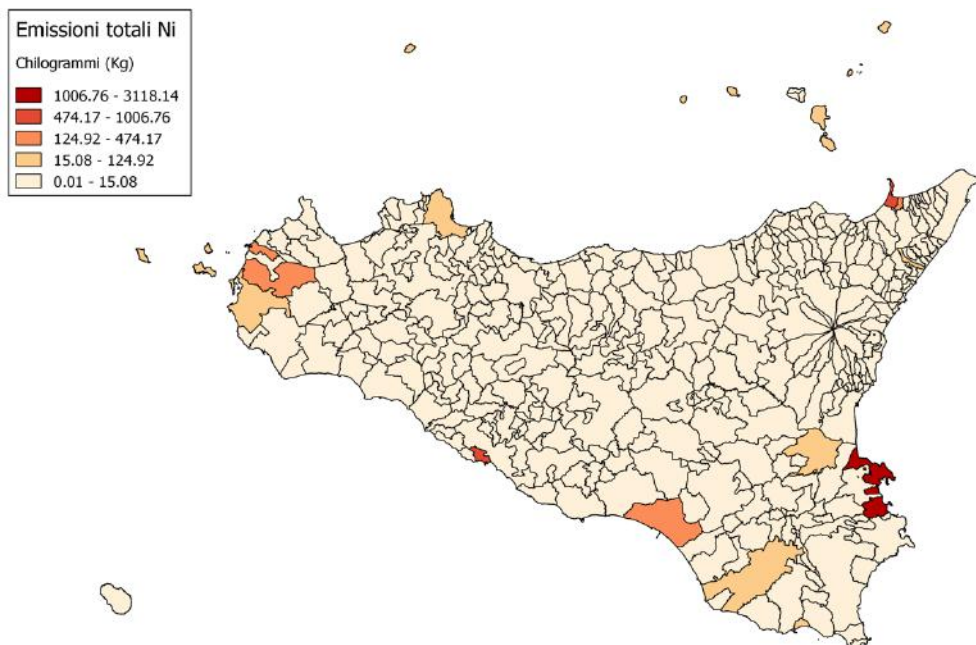 Emissioni totali Ni
Chilogrammi (Kg)
1006.76 - 3118.14
474.17 - 1006.76
124.92 - 474.17
15.08 - 124.92
0.01 - 15.08